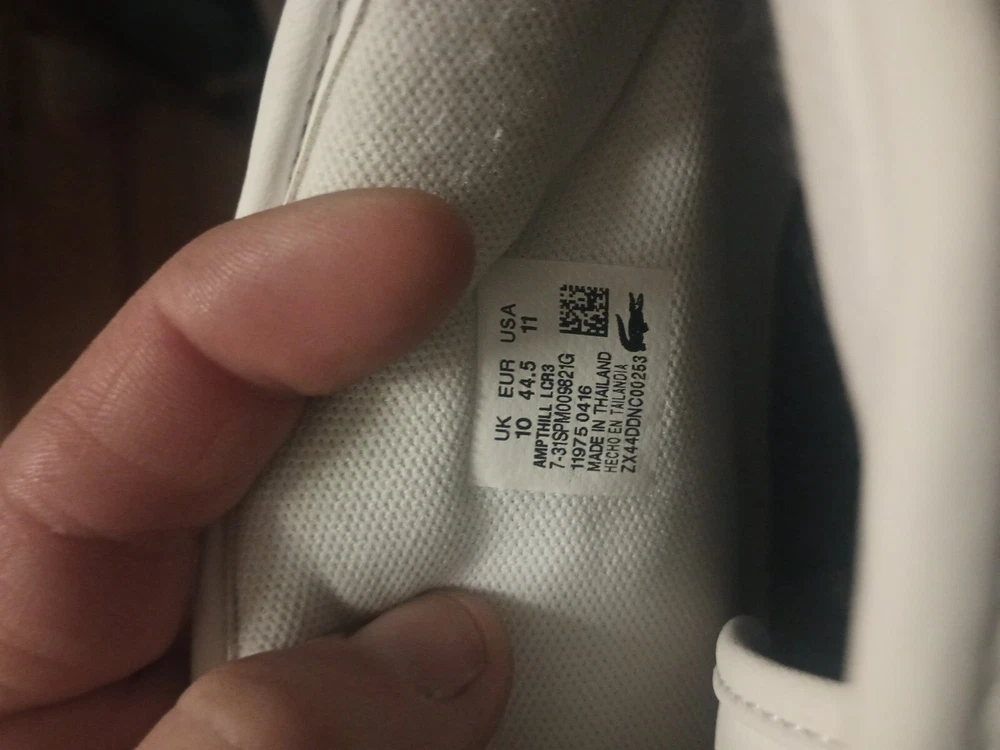 UK EUR USA
10 44.5 11
AMPTHILL LCR3
7-31SPM009821G
11975 0416
MADE IN THAILAND
HECHO EN TAILANDIA
ZX44DDNC00253